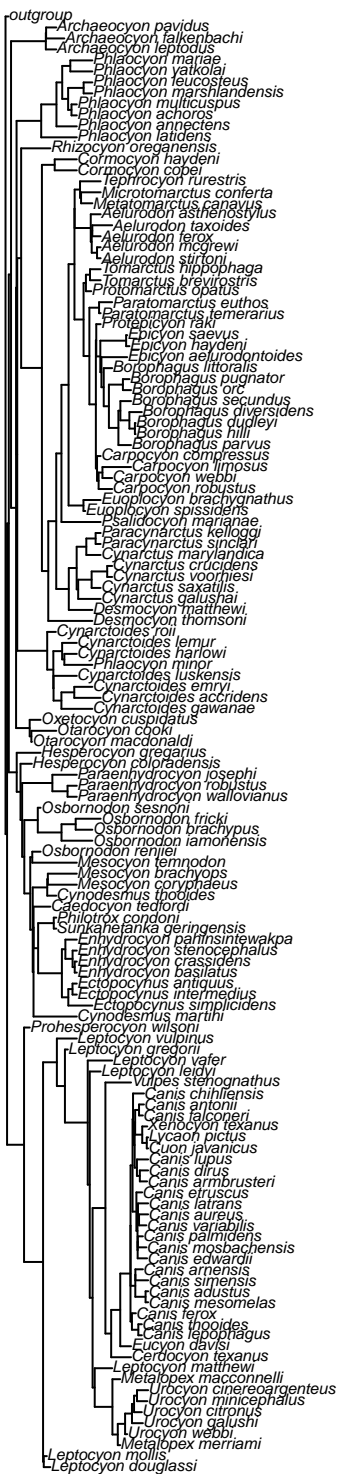 outgroup
Archaeocyon pavidus
Archaeocyon falkenbachi
Archaeocyon leptodus
Phlaocyon mariae
Phlaocyon yatkolai
Phlaocyon leucosteus
Phlaocyon marshlandensis
Phlaocyon multicuspus
Phlaocyon achoros
Phlaocyon annectens
Phlaocyon latidens
Rhizocyon oreganensis
Cormocyon haydeni
Cormocyon copei
Tephrocyon rurestris
Microtomarctus conferta
Metatomarctus canavus
Aelurodon asthenostylus
Aelurodon taxoides
Aelurodon ferox
Aelurodon mcgrewi
Aelurodon stirtoni
Tomarctus hippophaga
Tomarctus brevirostris
Protomarctus opatus
Paratomarctus euthos
Paratomarctus temerarius
Protepicyon raki
Epicyon saevus
Epicyon haydeni
Epicyon aelurodontoides
Borophagus littoralis
Borophagus pugnator
Borophagus orc
Borophagus secundus
Borophagus diversidens
Borophagus dudleyi
Borophagus hilli
Borophagus parvus
Carpocyon compressus
Carpocyon limosus
Carpocyon webbi
Carpocyon robustus
Euoplocyon brachygnathus
Euoplocyon spissidens
Psalidocyon marianae
Paracynarctus kelloggi
Paracynarctus sinclairi
Cynarctus marylandica
Cynarctus crucidens
Cynarctus voorhiesi
Cynarctus saxatilis
Cynarctus galushai
Desmocyon matthewi
Desmocyon thomsoni
Cynarctoides roii
Cynarctoides lemur
Cynarctoides harlowi
Phlaocyon minor
Cynarctoides luskensis
Cynarctoides emryi
Cynarctoides accridens
Cynarctoides gawanae
Oxetocyon cuspidatus
Otarocyon cooki
Otarocyon macdonaldi
Hesperocyon gregarius
Hesperocyon coloradensis
Paraenhydrocyon josephi
Paraenhydrocyon robustus
Paraenhydrocyon wallovianus
Osbornodon sesnoni
Osbornodon fricki
Osbornodon brachypus
Osbornodon iamonensis
Osbornodon renjiei
Mesocyon temnodon
Mesocyon brachyops
Mesocyon coryphaeus
Cynodesmus thooides
Caedocyon tedfordi
Philotrox condoni
Sunkahetanka geringensis
Enhydrocyon pahinsintewakpa
Enhydrocyon stenocephalus
Enhydrocyon crassidens
Enhydrocyon basilatus
Ectopocynus antiquus
Ectopocynus intermedius
Ectopocynus simplicidens
Cynodesmus martini
Prohesperocyon wilsoni
Leptocyon vulpinus
Leptocyon gregorii
Leptocyon vafer
Leptocyon leidyi
Vulpes stenognathus
Canis chihliensis
Canis antonii
Canis falconeri
Xenocyon texanus
Lycaon pictus
Cuon javanicus
Canis lupus
Canis dirus
Canis armbrusteri
Canis etruscus
Canis latrans
Canis aureus
Canis variabilis
Canis palmidens
Canis mosbachensis
Canis edwardii
Canis arnensis
Canis simensis
Canis adustus
Canis mesomelas
Canis ferox
Canis thooides
Canis lepophagus
Eucyon davisi
Cerdocyon texanus
Leptocyon matthewi
Metalopex macconnelli
Urocyon cinereoargenteus
Urocyon minicephalus
Urocyon citronus
Urocyon galushi
Urocyon webbi
Metalopex merriami
Leptocyon mollis
Leptocyon douglassi